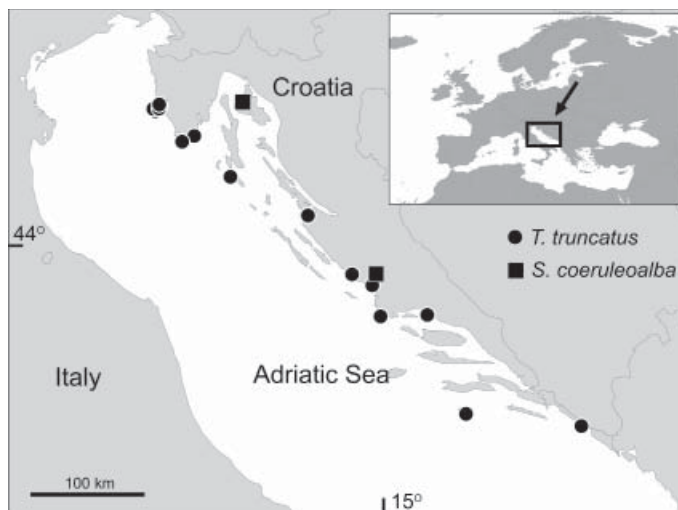 Croatia
44°
T. truncatus
S. coeruleoalba
Italy
Adriatic Sea
100 km
15°